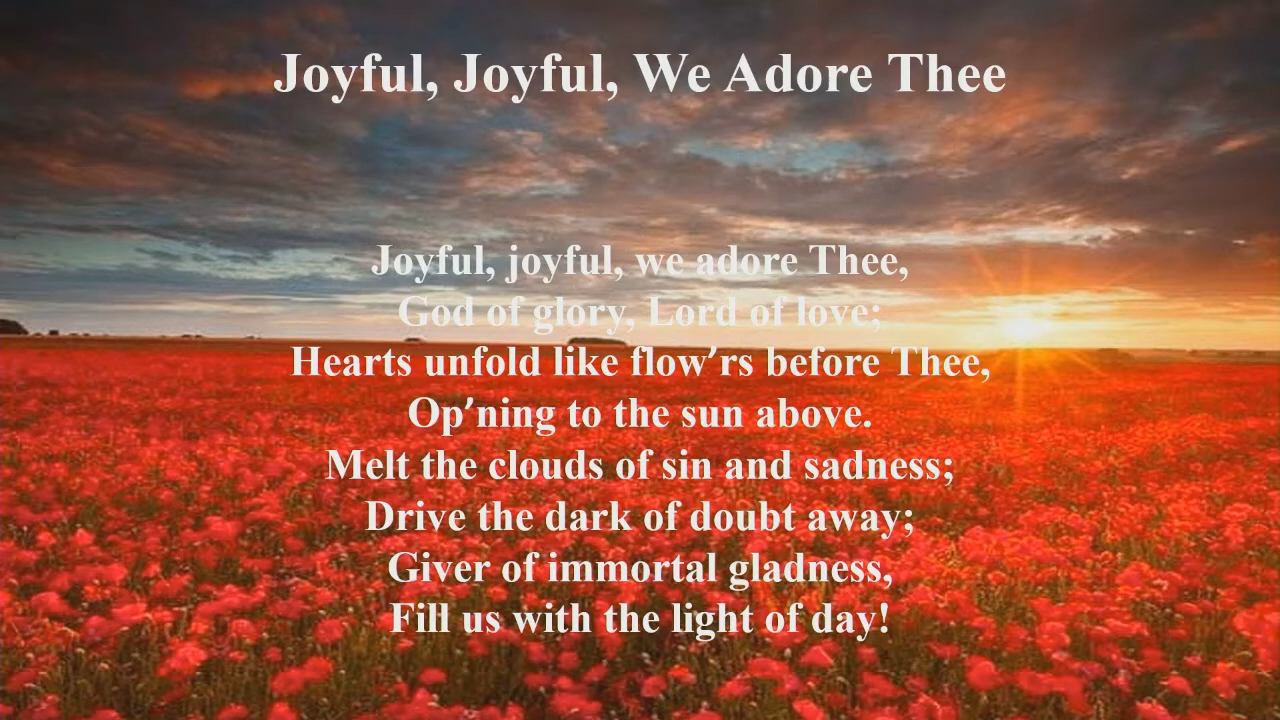 Joyful, Joyful, We Adore Thee
Joyful, joyful, we adore Thee,
God of glory, Lord of love;
Hearts unfold like flow’rs before Thee,
Op’ning to the sun above.
Melt the clouds of sin and sadness;
Drive the dark of doubt away;
Giver of immortal gladness,
Fill us with the light of day!